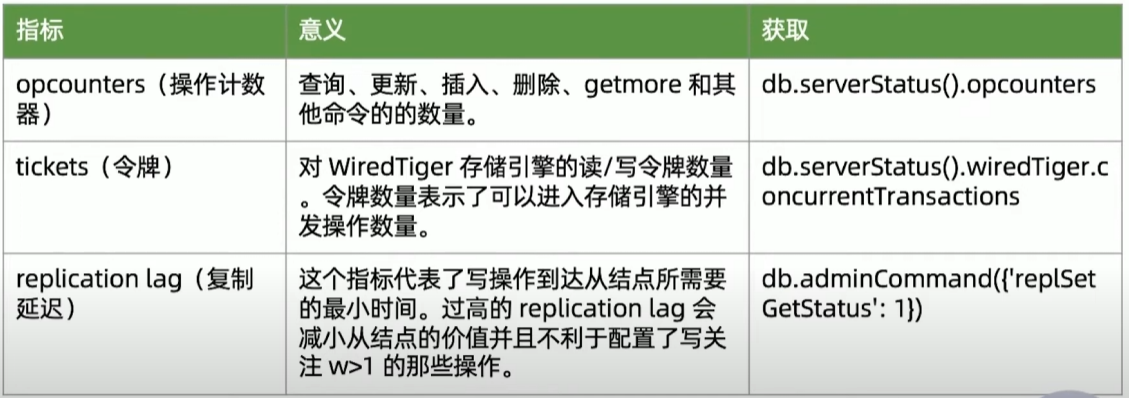 指标
意义
获取
opcounters（操作计数
器）
查询、更新、插入、删除、getmore 和其
他命令的的数量。
db.serverStatus().opcounters
tickets（令牌）
对 WiredTiger 存储引擎的读/写令牌数量
。令牌数量表示了可以进入存储引擎的并
发操作数量。
db.serverStatus().wiredTiger.c
oncurrentTransactions
replication lag（复制
延迟）
这个指标代表了写操作到达从结点所需要
的最小时间。过高的 replication lag 会
减小从结点的价值并且不利于配置了写关
注 w>1 的那些操作。
db.adminCommand({'replSet
GetStatus': 1})